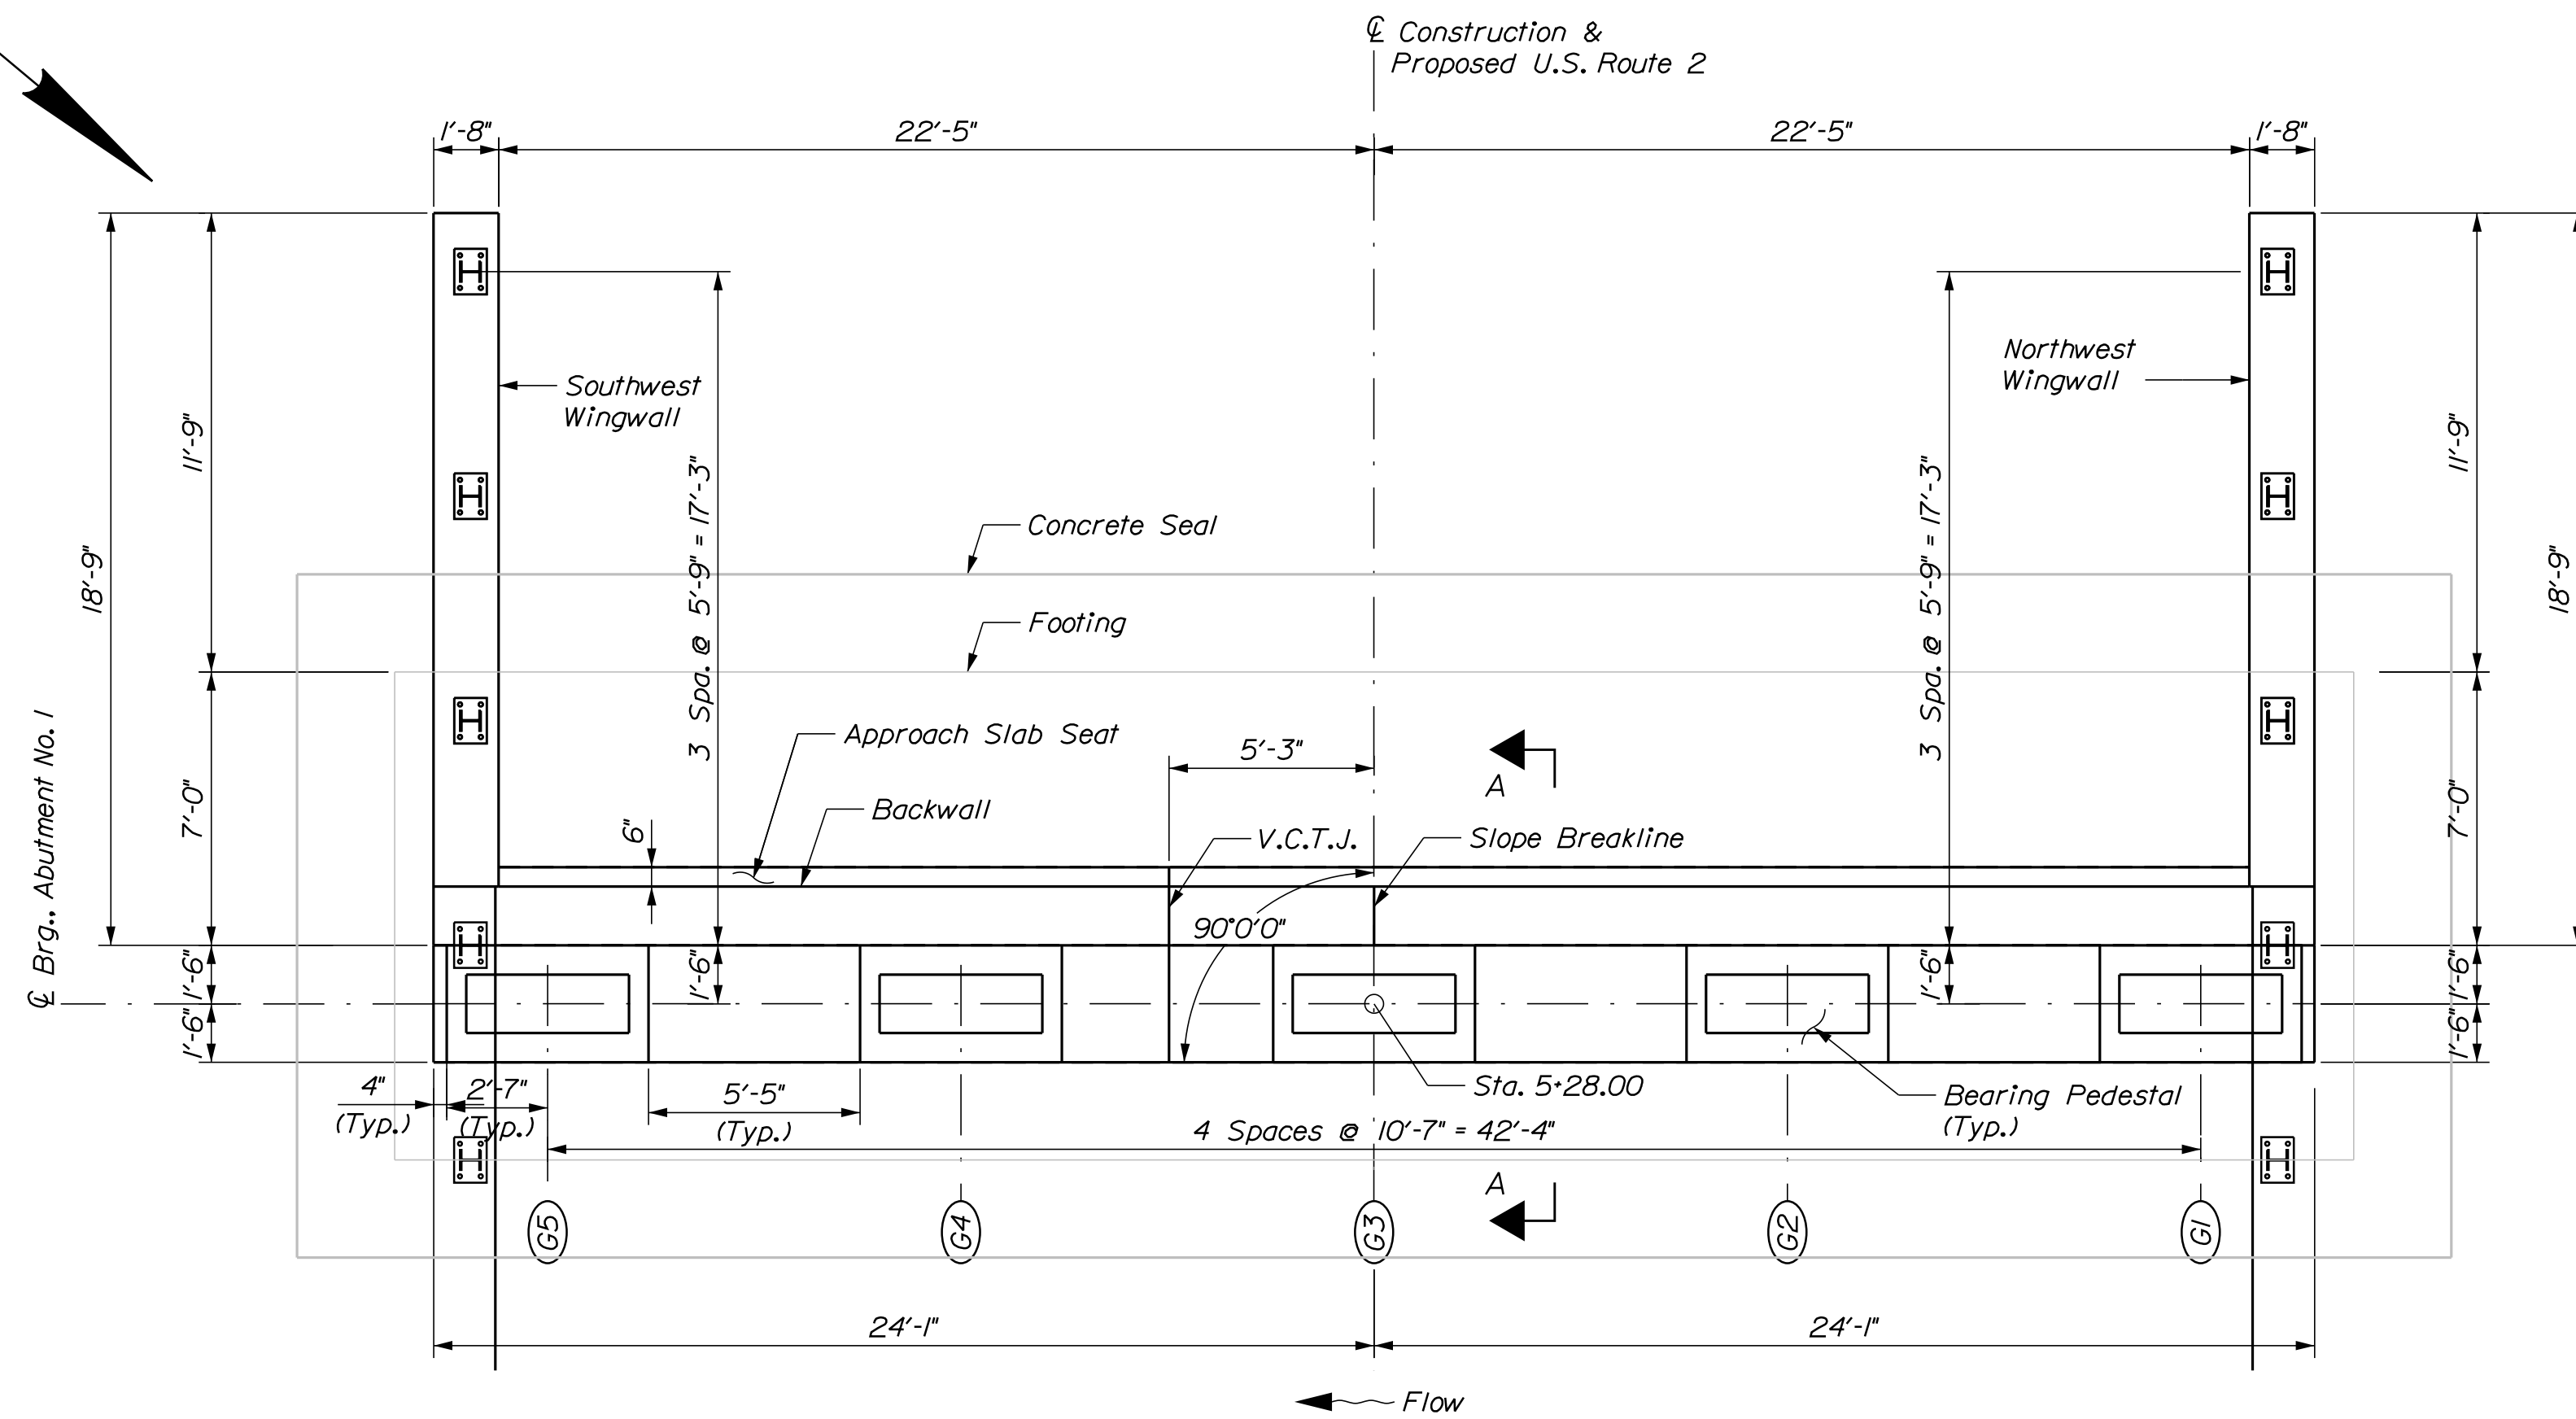 ℄ Construction &
Proposed U.S. Route 2
1'-8"
22'-5"
22'-5"
1'-8"
Southwest
Wingwall
Northwest
Wingwall
11'-9"
11'-9"
18'-9"
18'-9"
3 Spa. @ 5'-9" = 17'-3"
3 Spa. @ 5'-9" = 17'-3"
Concrete Seal
Footing
Approach Slab Seat
5'-3"
A
7'-0"
7'-0"
Backwall
6"
V.C.T.J.
Slope Breakline
90°0'0"
℄ Brg., Abutment No. 1
1'-6"
1'-6"
1'-6"
1'-6"
1'-6"
1'-6"
4"
(Typ.)
2'-7"
(Typ.)
5'-5"
(Typ.)
Sta. 5+28.00
Bearing Pedestal
(Typ.)
4 Spaces @ 10'-7" = 42'-4"
A
G5
G4
G3
G2
G1
24'-1"
24'-1"
Flow